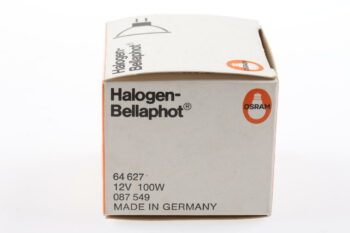 Halogen-
Bellaphot®
OSRAM
64 627
12V 100W
087 549
MADE IN GERMANY